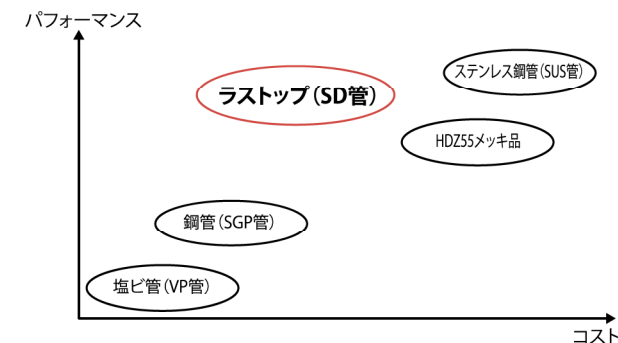 パフォーマンス
ステンレス鋼管（SUS管）
ラストップ（SD管）
HDZ55メッキ品
鋼管（SGP管）
塩ビ管（VP管）
コスト